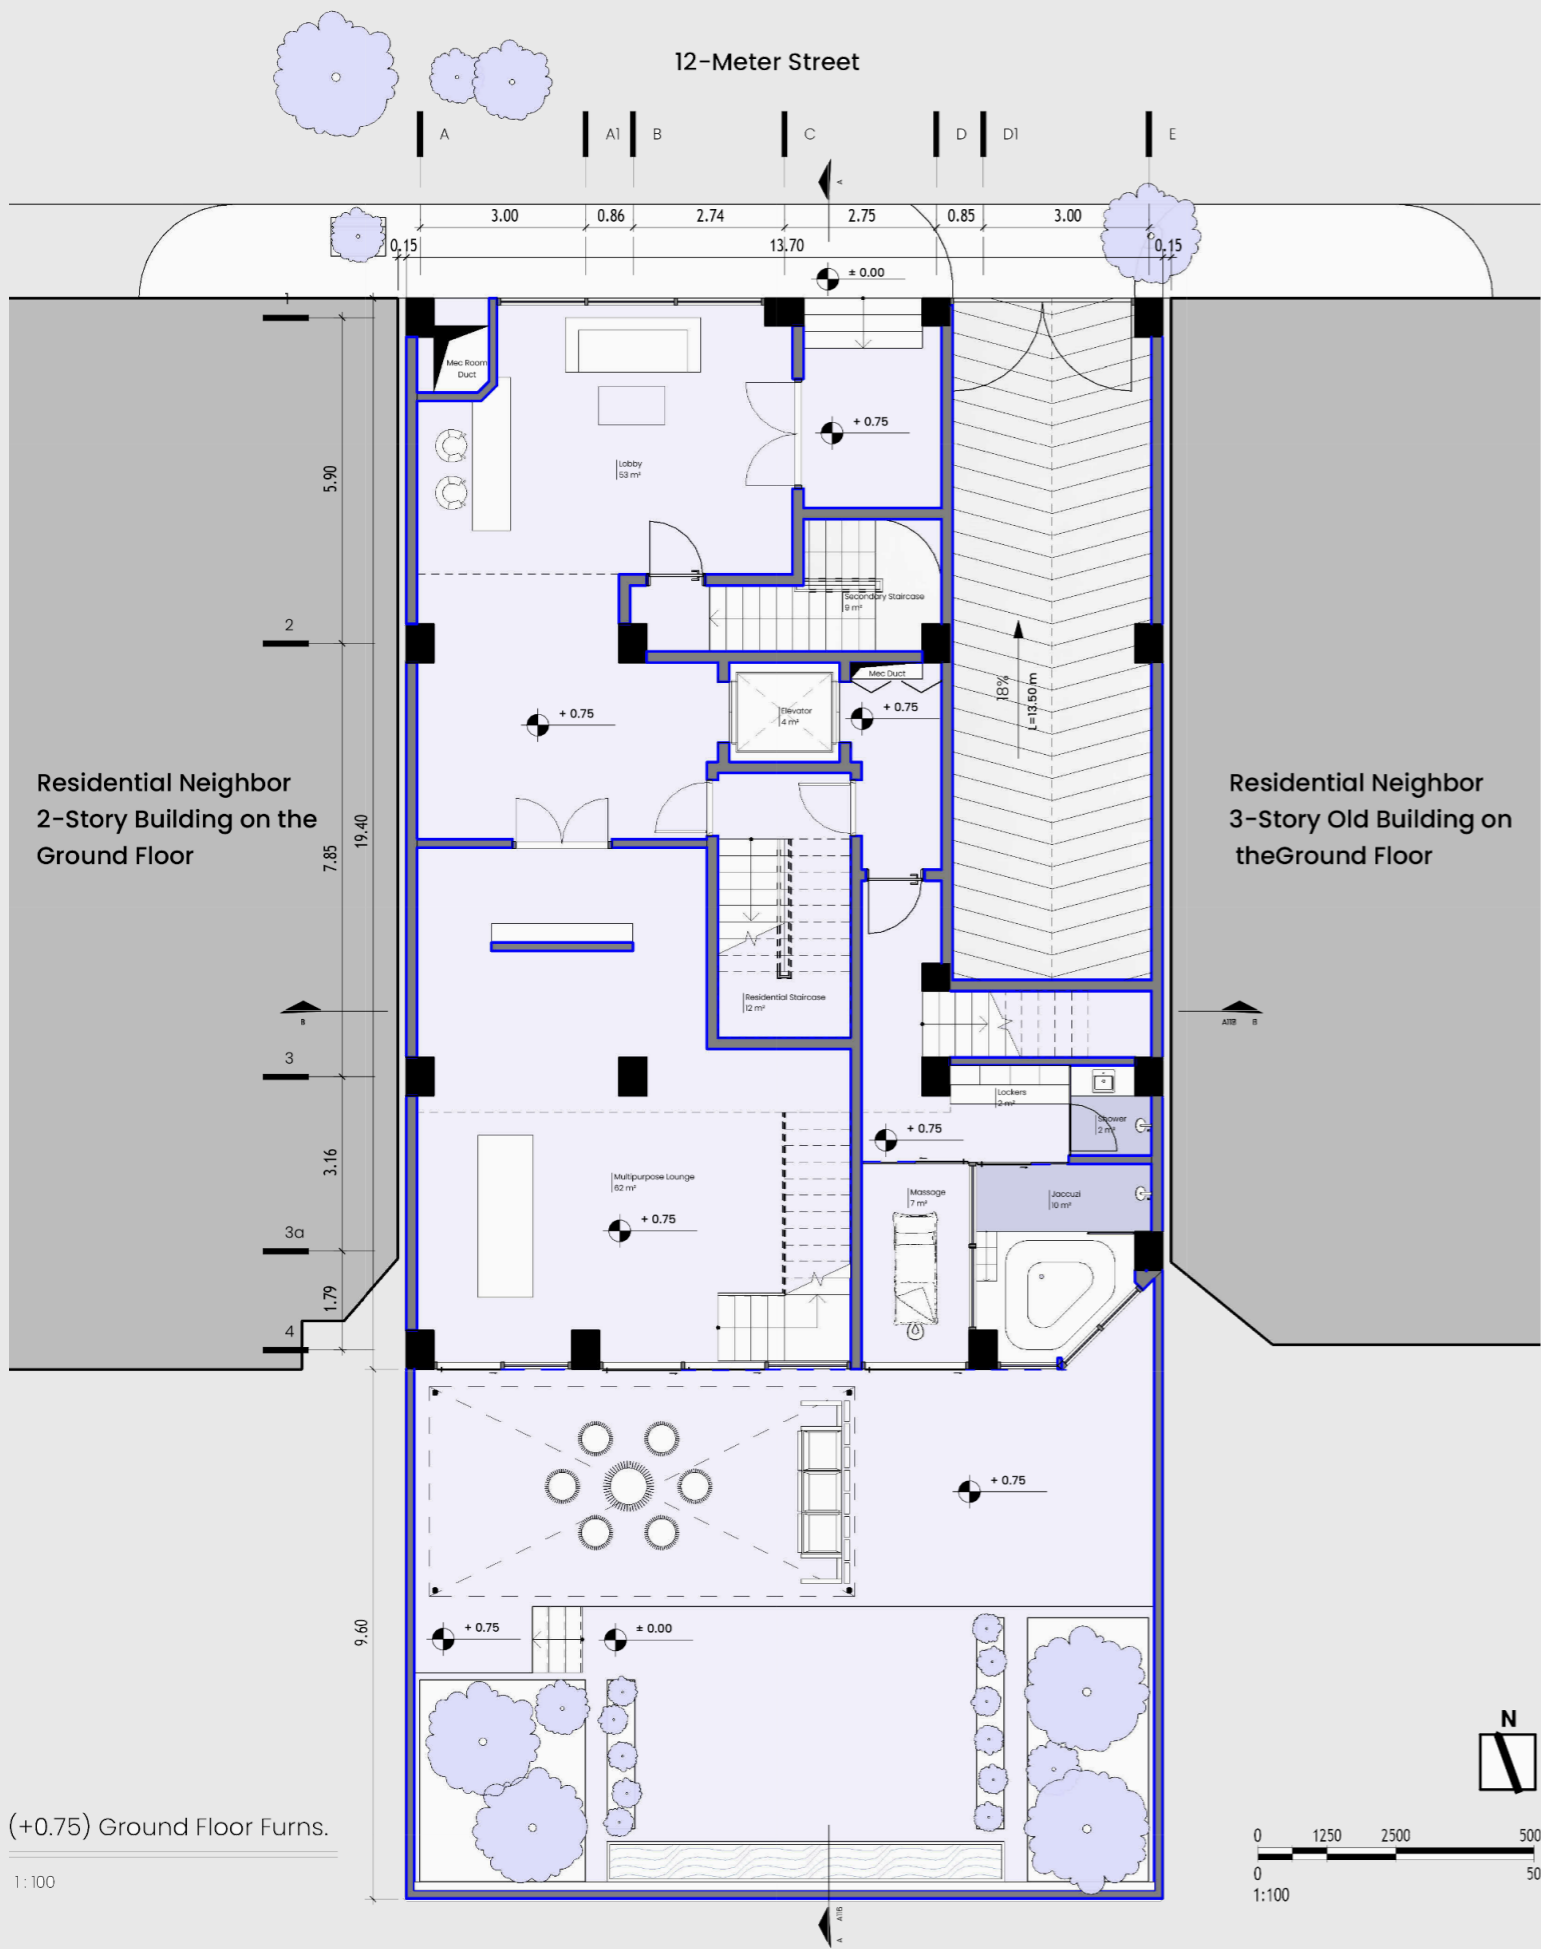 12-Meter Street
A
A1
B
C
D
D1
E
A
3.00
0.86
2.74
2.75
0.85
3.00
0.15
13.70
0.15
± 0.00
1
Mec Room
Duct
+ 0.75
Lobby
53 m²
5.90
Secondary Staircase
9 m²
2
Mec Duct
18%
L=13.50 m
Elevator
4 m²
+ 0.75
+ 0.75
Residential Neighbor
2-Story Building on the
Ground Floor
Residential Neighbor
3-Story Old Building on
theGround Floor
19.40
7.85
Residential Staircase
12 m²
B
A11B
B
3
Lockers
2 m²
Shower
2 m²
+ 0.75
3.16
Multipurpose Lounge
62 m²
+ 0.75
Massage
7 m²
Jaccuzi
10 m²
3a
1.79
4
+ 0.75
9.60
+ 0.75
± 0.00
N
(+0.75) Ground Floor Furns.
1 : 100
0
1250
2500
500
0
50
1:100
A11B
A